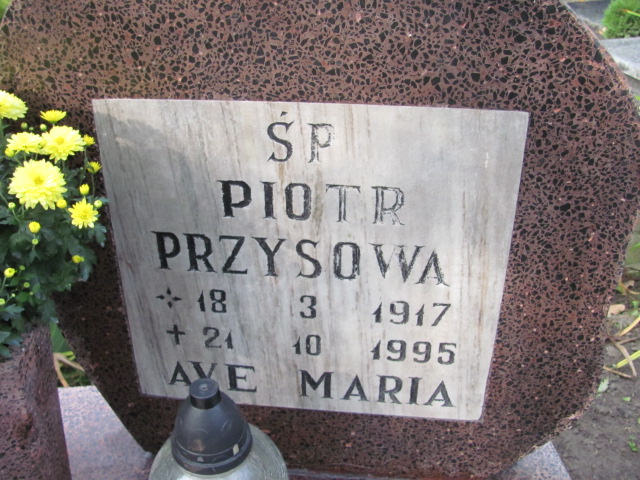 ŚP
PIOTR
PRZYSOWA
18 3 1917
21 10 1995
AVE MARIA